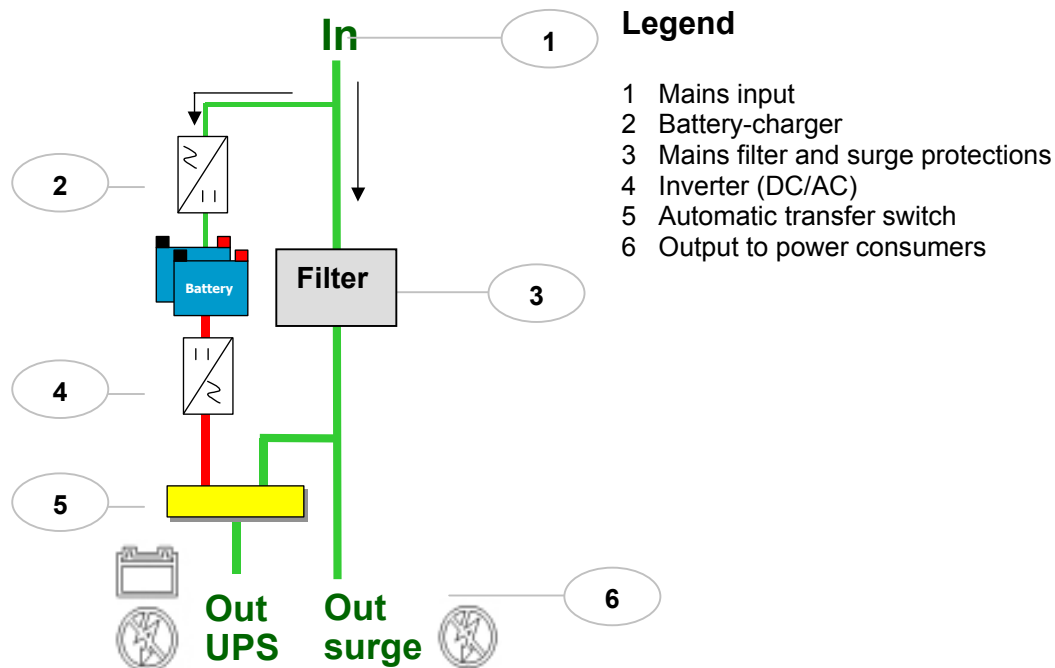 In
1
Legend
1 Mains input
2 Battery-charger
3 Mains filter and surge protections
4 Inverter (DC/AC)
5 Automatic transfer switch
6 Output to power consumers
2
Battery
Filter
3
4
5
6
Out
UPS
Out
surge